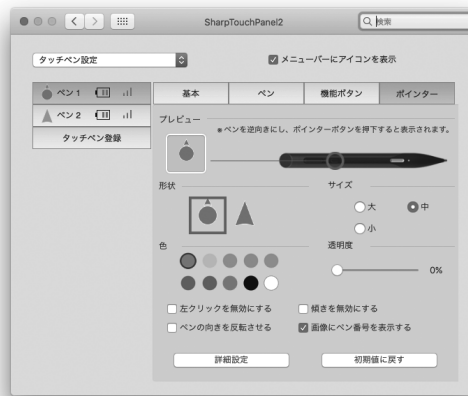 SharpTouchPanel2
検索
タッチペン設定
メニューバーにアイコンを表示
ペン 1
ペン 2
タッチペン登録
基本
ペン
機能ボタン
ポインター
プレビュー
※ペンを逆向きにし、ポインターボタンを押下すると表示されます。
形状
サイズ
大
中
小
色
透明度
0%
左クリックを無効にする
傾きを無効にする
ペンの向きを反転させる
画像にペン番号を表示する
詳細設定
初期値に戻す